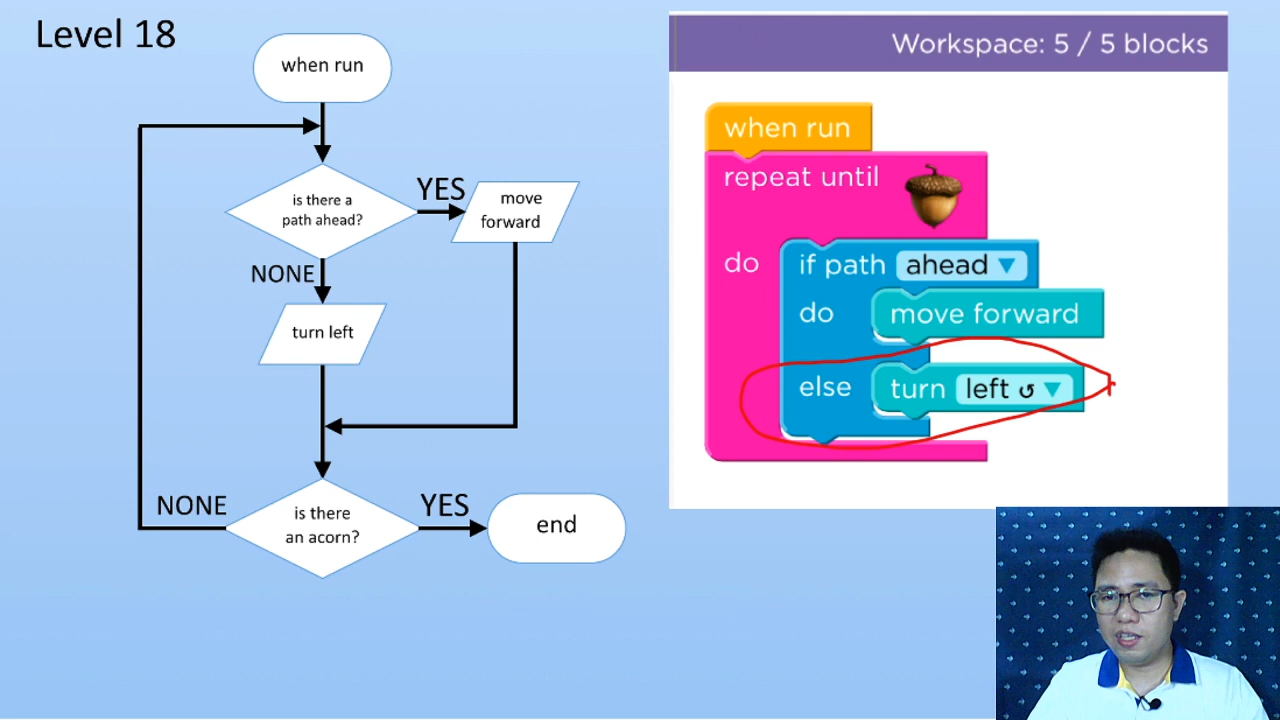 Level 18
when run
is there a
path ahead?
YES
move
forward
NONE
turn left
is there
an acorn?
NONE
YES
end
Workspace: 5 / 5 blocks
when run
repeat until
do
if path ahead ▼
do
move forward
else
turn left ↺ ▼